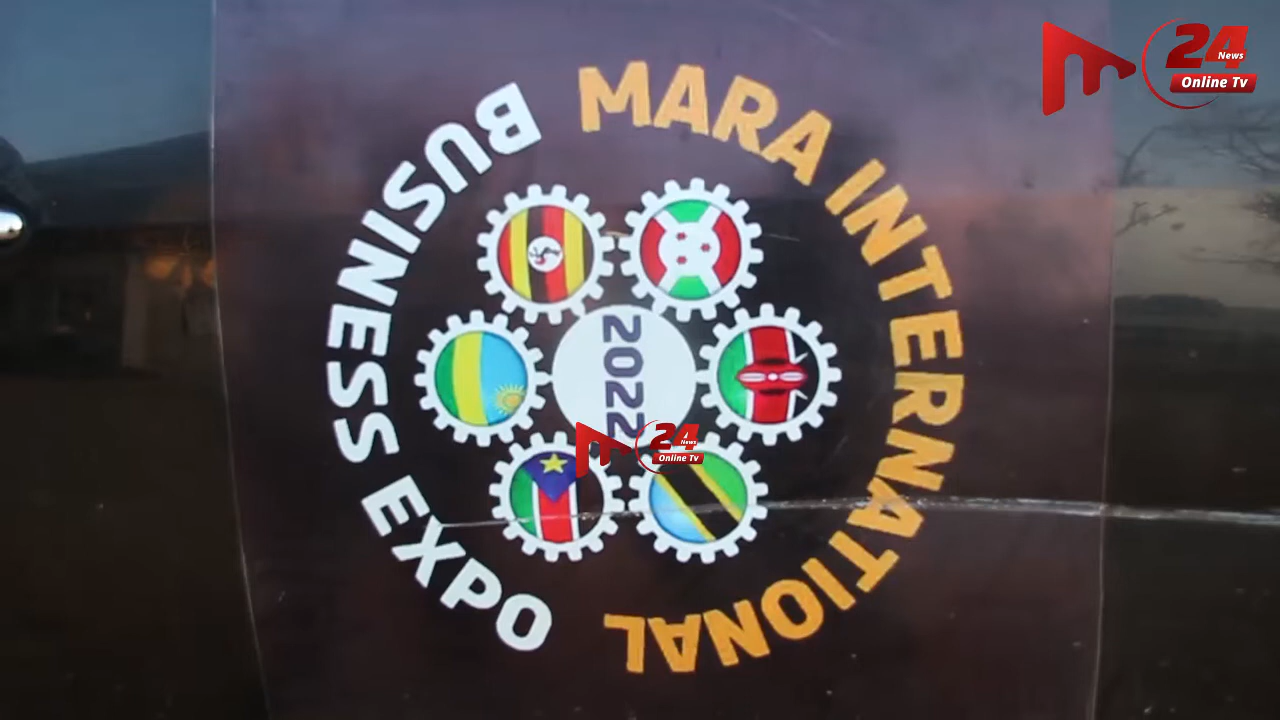 MARA INTERNATIONAL
BUSINESS EXPO
2022
24
News
Online Tv
24
News
Online Tv